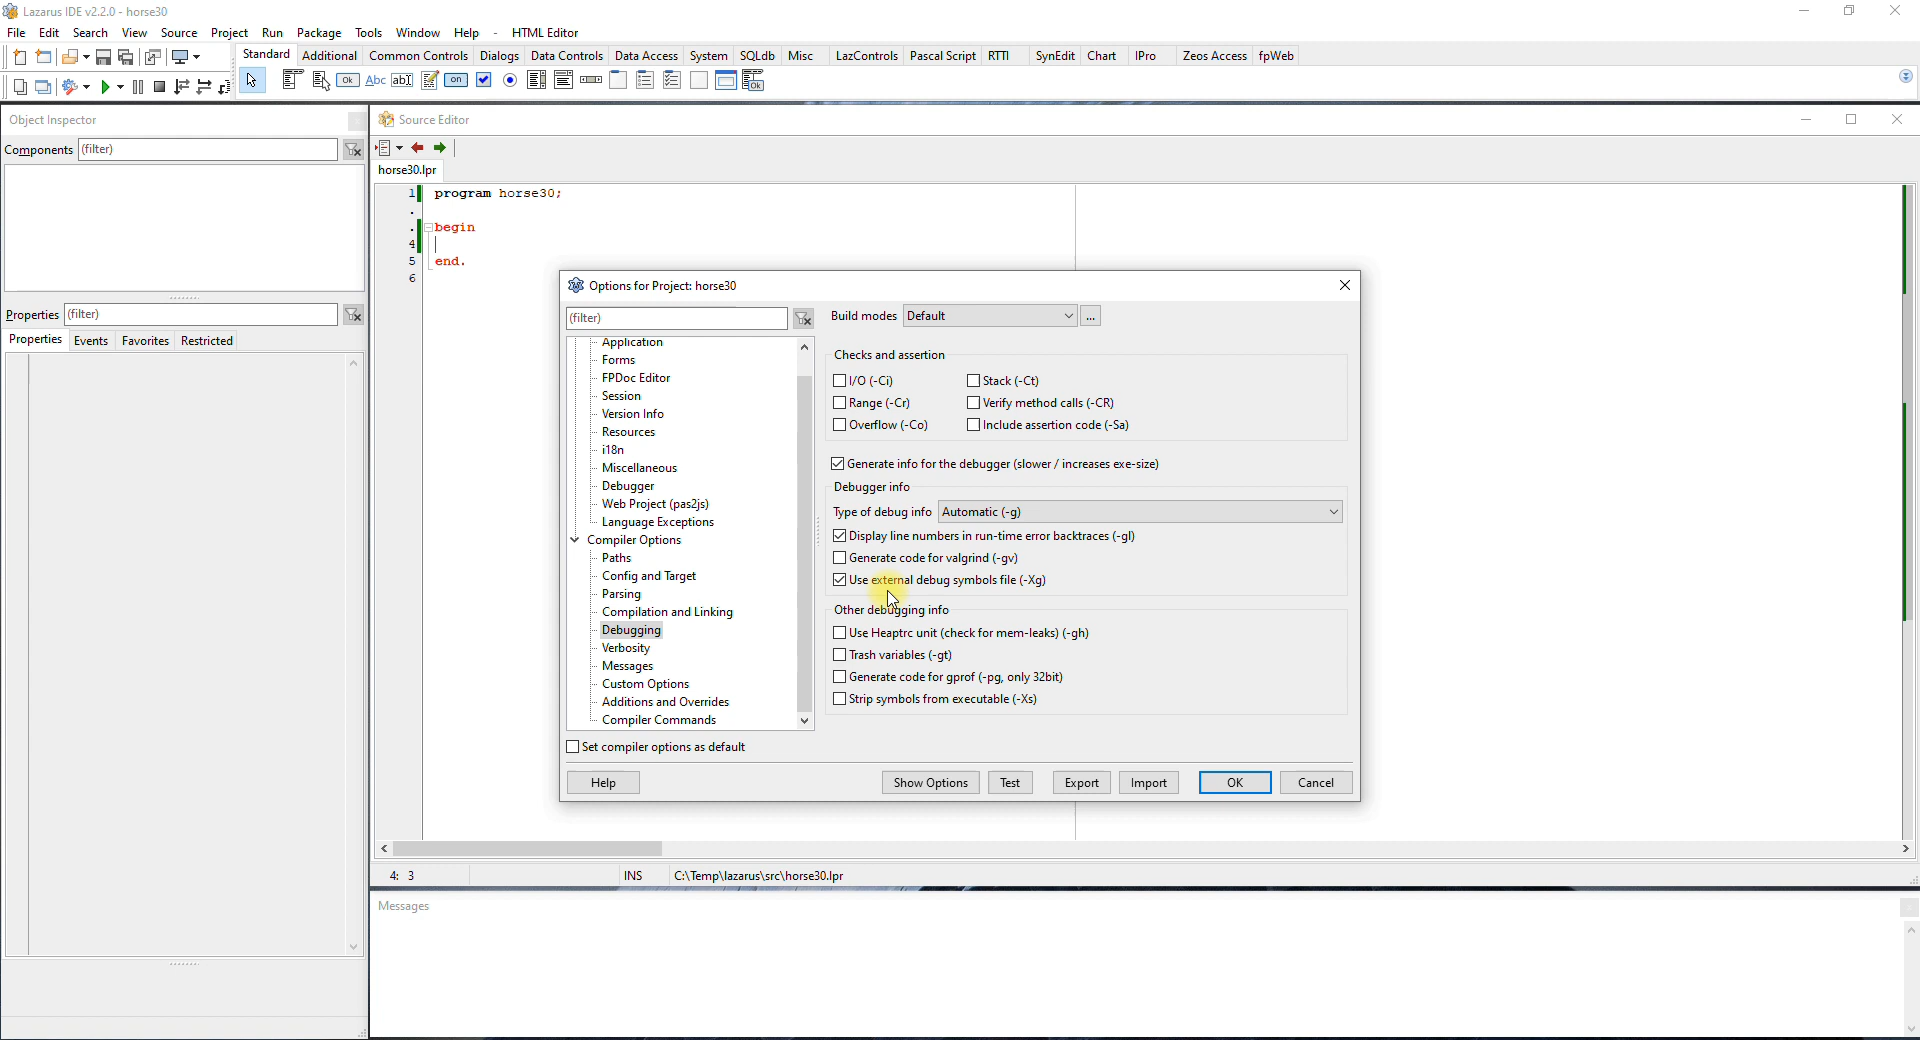 Lazarus IDE v2.2.0 - horse30
File Edit Search View Source Project Run Package Tools Window Help - HTML Editor
Standard Additional Common Controls Dialogs Data Controls Data Access System SQLdb Misc LazControls Pascal Script RTTI SynEdit Chart IPro Zeos Access fpWeb
Ok Abc abI on Ok
Object Inspector
Source Editor
Components (filter)
horse30.lpr
1 program horse30;
.
. begin
4
5 end.
6
Properties (filter)
Properties Events Favorites Restricted
Options for Project: horse30
(filter)
Build modes Default ...
Application
Forms
FPDoc Editor
Session
Version Info
Resources
i18n
Miscellaneous
Debugger
Web Project (pas2js)
Language Exceptions
Compiler Options
Paths
Config and Target
Parsing
Compilation and Linking
Debugging
Verbosity
Messages
Custom Options
Additions and Overrides
Compiler Commands
Checks and assertion
I/O (-Ci) Stack (-Ct)
Range (-Cr) Verify method calls (-CR)
Overflow (-Co) Include assertion code (-Sa)
Generate info for the debugger (slower / increases exe-size)
Debugger info
Type of debug info Automatic (-g)
Display line numbers in run-time error backtraces (-gl)
Generate code for valgrind (-gv)
Use external debug symbols file (-Xg)
Other debugging info
Use Heaptrc unit (check for mem-leaks) (-gh)
Trash variables (-gt)
Generate code for gprof (-pg, only 32bit)
Strip symbols from executable (-Xs)
Set compiler options as default
Help Show Options Test Export Import OK Cancel
4: 3 INS C:\Temp\lazarus\src\horse30.lpr
Messages